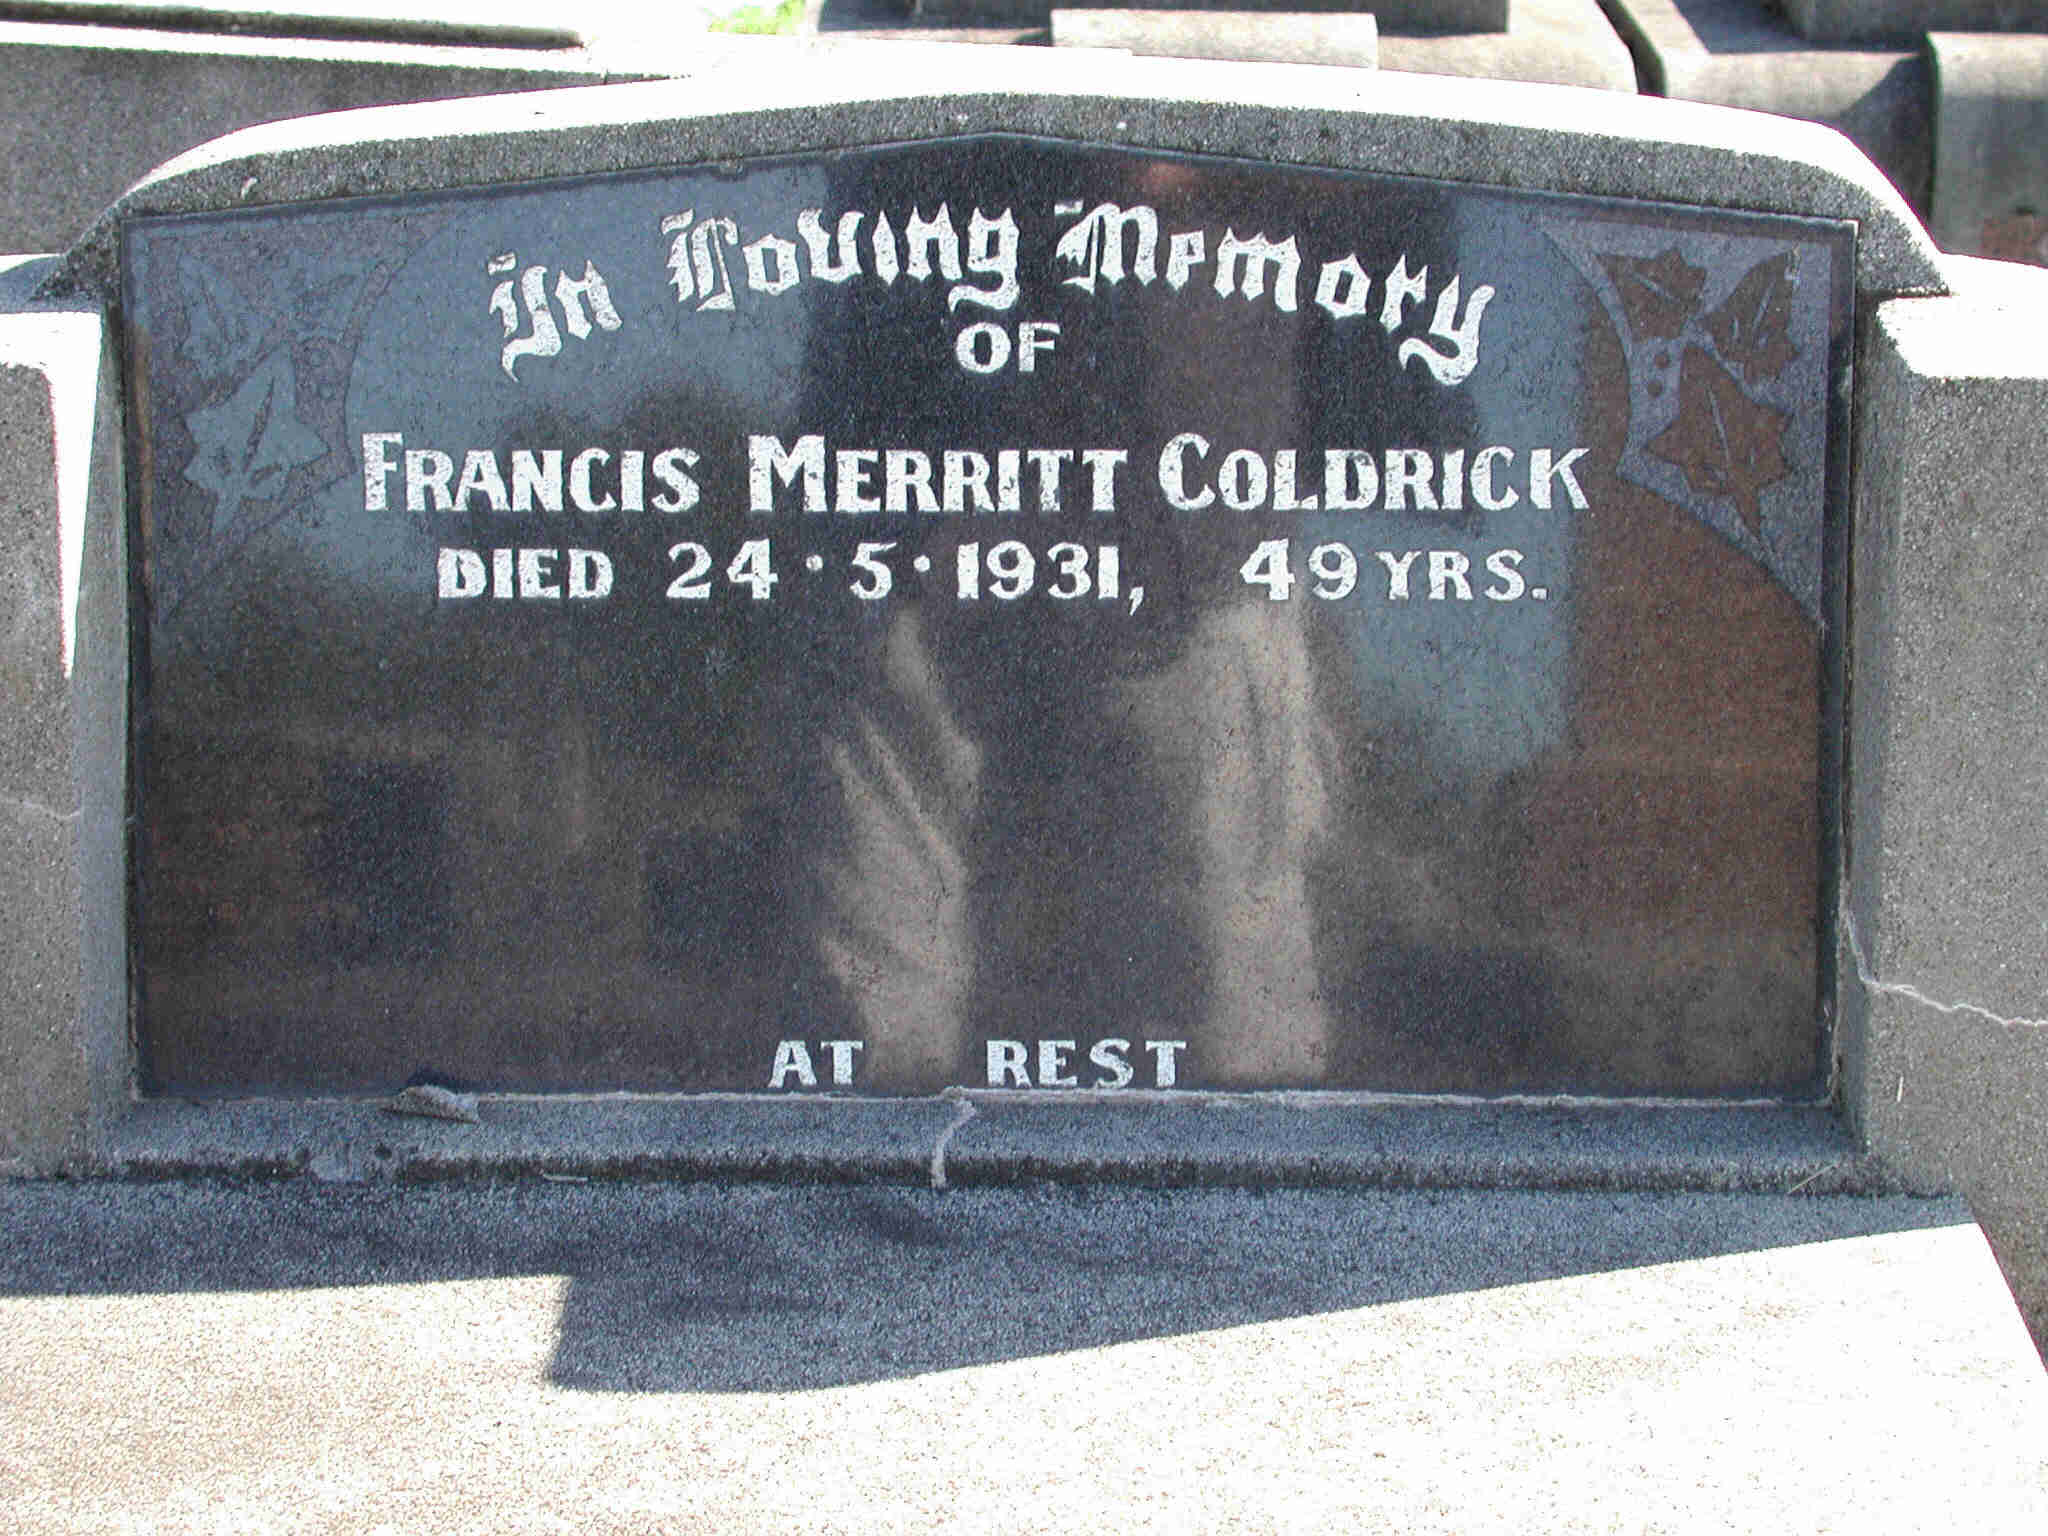 In Loving Memory
OF
FRANCIS MERRITT COLDRICK
DIED 24·5·1931, 49 YRS.
AT REST